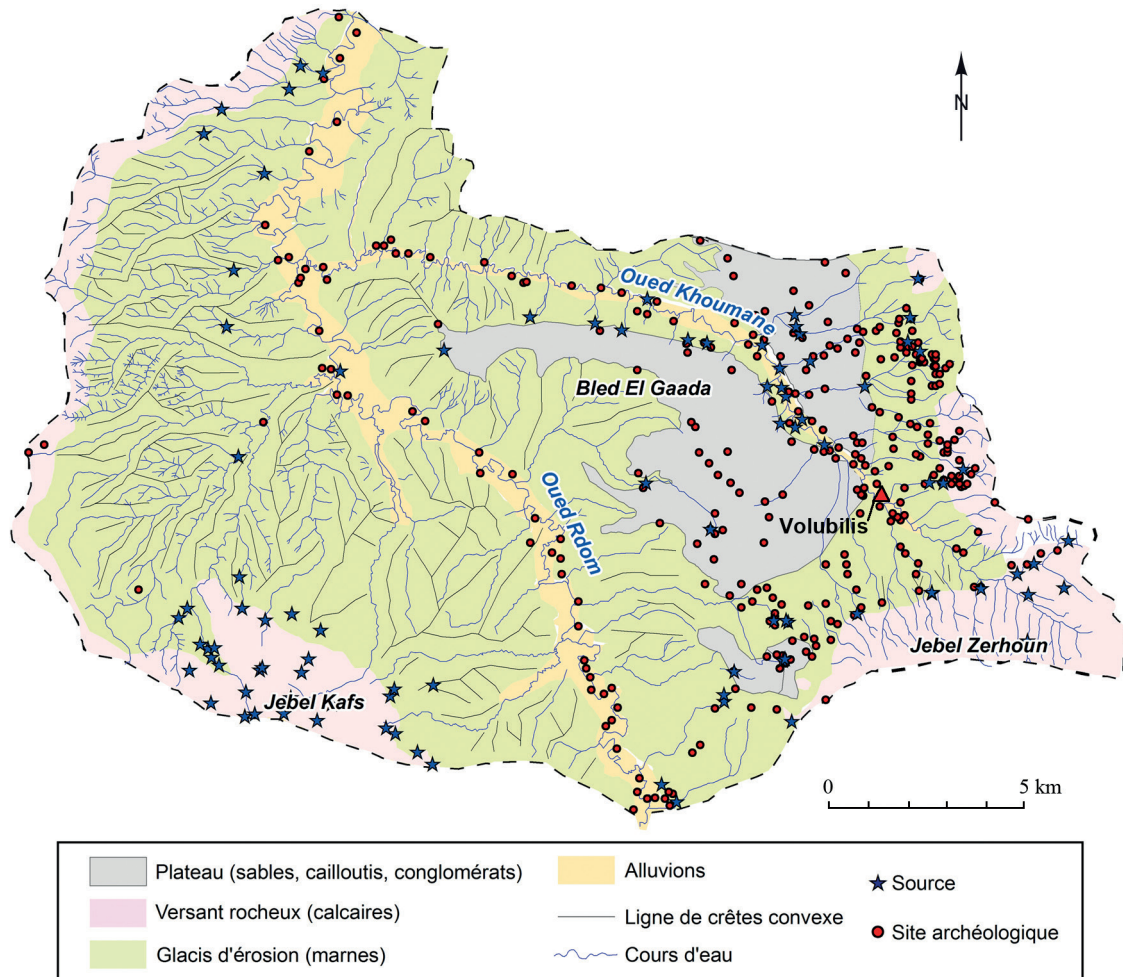 N
Oued Khoumane
Bled El Gaada
Oued Rdom
Volubilis
Jebel Zerhoun
Jebel Kafs
0 5 km
Plateau (sables, cailloutis, conglomérats)
Alluvions
Source
Versant rocheux (calcaires)
Ligne de crêtes convexe
Site archéologique
Glacis d'érosion (marnes)
Cours d'eau